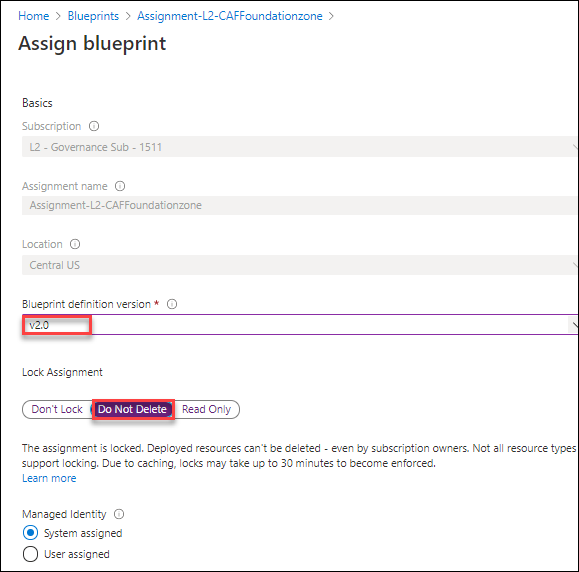 Home > Blueprints > Assignment-L2-CAFFoundationzone >
Assign blueprint
Basics
Subscription
L2 - Governance Sub - 1511
Assignment name
Assignment-L2-CAFFoundationzone
Location
Central US
Blueprint definition version *
v2.0
Lock Assignment
Don't Lock Do Not Delete Read Only
The assignment is locked. Deployed resources can't be deleted - even by subscription owners. Not all resource types
support locking. Due to caching, locks may take up to 30 minutes to become enforced.
Learn more
Managed Identity
System assigned
User assigned